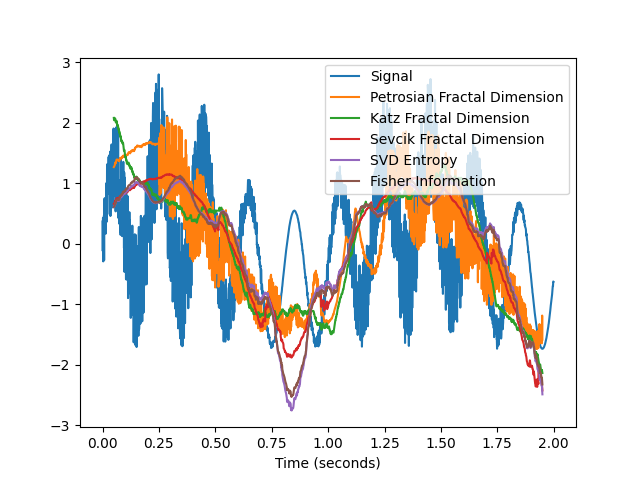 3
2
1
0
−1
−2
−3
0.00 0.25 0.50 0.75 1.00 1.25 1.50 1.75 2.00
Time (seconds)
Signal
Petrosian Fractal Dimension
Katz Fractal Dimension
Sevcik Fractal Dimension
SVD Entropy
Fisher Information